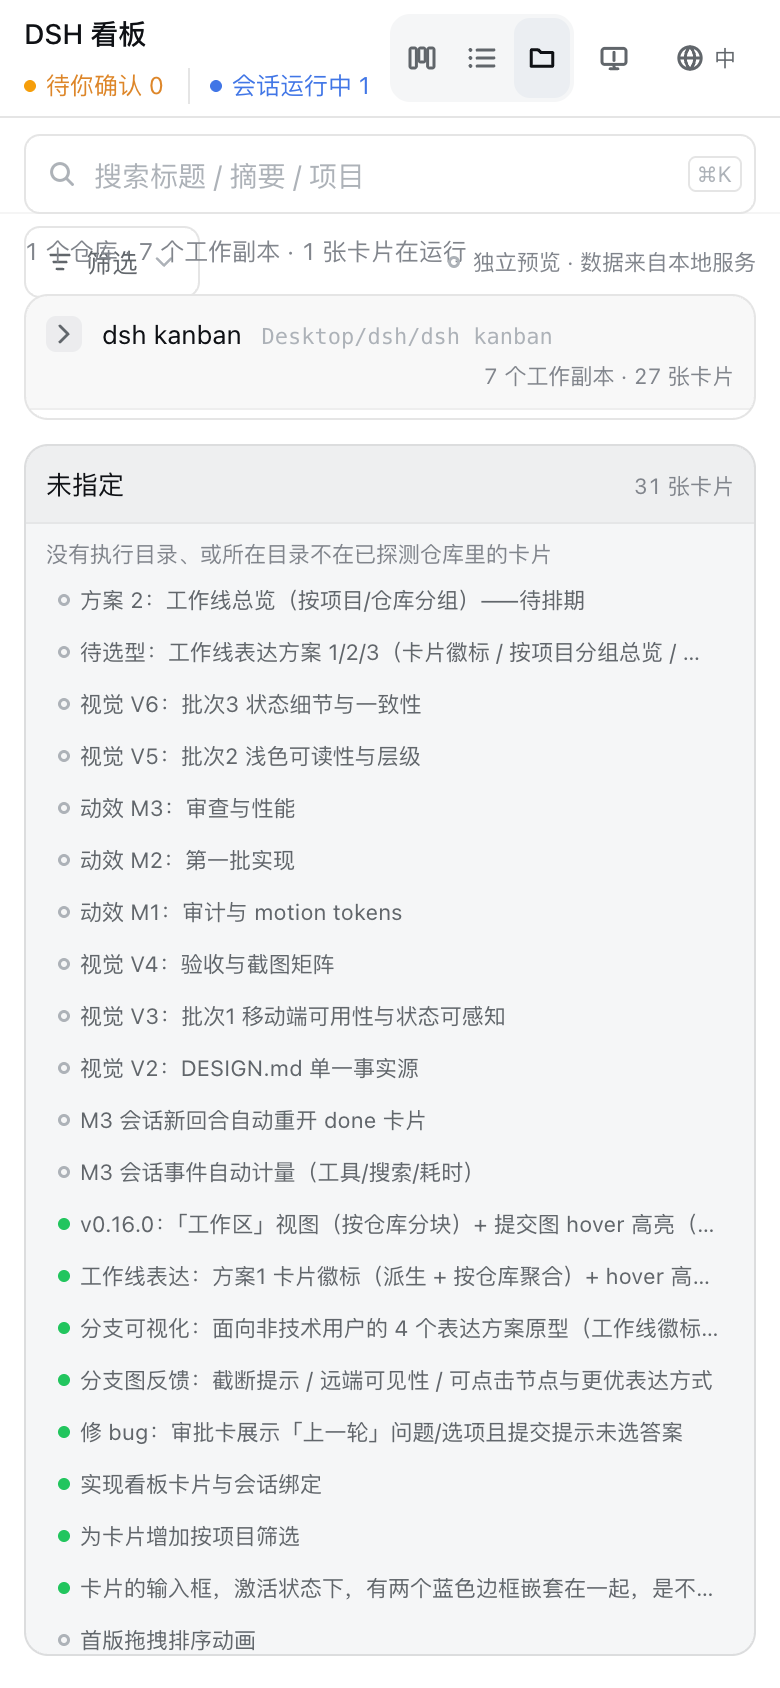 DSH 看板
待你确认 0
会话运行中 1
中
搜索标题 / 摘要 / 项目
⌘K
1 个仓库 · 7 个工作副本 · 1 张卡片在运行
筛选
独立预览 · 数据来自本地服务
dsh kanban Desktop/dsh/dsh kanban
7 个工作副本 · 27 张卡片
未指定
31 张卡片
没有执行目录、或所在目录不在已探测仓库里的卡片
方案 2：工作线总览（按项目/仓库分组）——待排期
待选型：工作线表达方案 1/2/3（卡片徽标 / 按项目分组总览 / ...
视觉 V6：批次3 状态细节与一致性
视觉 V5：批次2 浅色可读性与层级
动效 M3：审查与性能
动效 M2：第一批实现
动效 M1：审计与 motion tokens
视觉 V4：验收与截图矩阵
视觉 V3：批次1 移动端可用性与状态可感知
视觉 V2：DESIGN.md 单一事实源
M3 会话新回合自动重开 done 卡片
M3 会话事件自动计量（工具/搜索/耗时）
v0.16.0：「工作区」视图（按仓库分块）+ 提交图 hover 高亮（...
工作线表达：方案1 卡片徽标（派生 + 按仓库聚合）+ hover 高...
分支可视化：面向非技术用户的 4 个表达方案原型（工作线徽标...
分支图反馈：截断提示 / 远端可见性 / 可点击节点与更优表达方式
修 bug：审批卡展示「上一轮」问题/选项且提交提示未选答案
实现看板卡片与会话绑定
为卡片增加按项目筛选
卡片的输入框，激活状态下，有两个蓝色边框嵌套在一起，是不...
首版拖拽排序动画